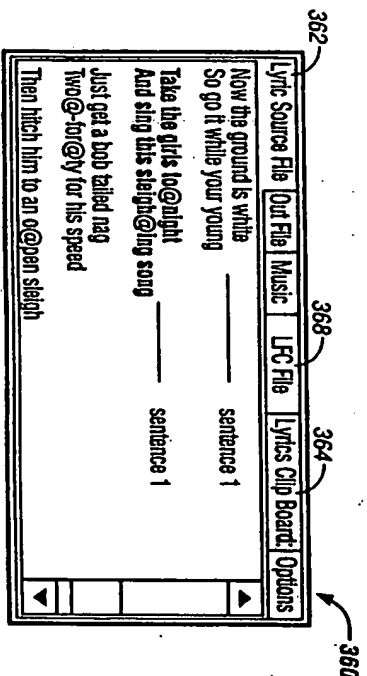 360
362
368
364
Lyric Source File Out File Music LFC File Lyrics Clip Board: Options
Now the ground is white
So go it while your young sentence 1
Take the girls to@night
And sing this sleigh@ing song sentence 1
Just get a bob tailed nag
Two@-for@ty for his speed
Then hitch him to an o@pen sleigh